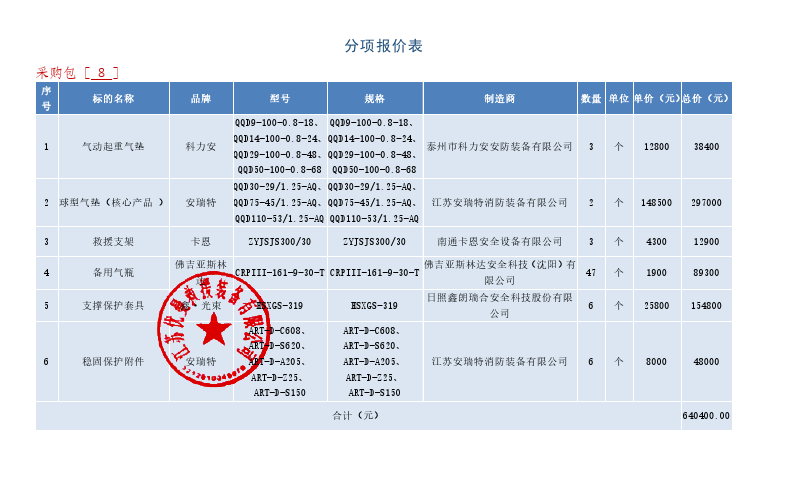 分项报价表
采购包 [ 8 ]
序号 标的名称 品牌 型号 规格 制造商 数量 单位 单价（元） 总价（元）
1 气动起重气垫 科力安 QQD9-100-0.8-18、QQD14-100-0.8-24、QQD29-100-0.8-48、QQD50-100-0.8-68 QQD9-100-0.8-18、QQD14-100-0.8-24、QQD29-100-0.8-48、QQD50-100-0.8-68 泰州市科力安安防装备有限公司 3 个 12800 38400
2 球型气垫（核心产品 ） 安瑞特 QQD30-29/1.25-AQ、QQD75-45/1.25-AQ、QQD110-53/1.25-AQ QQD30-29/1.25-AQ、QQD75-45/1.25-AQ、QQD110-53/1.25-AQ 江苏安瑞特消防装备有限公司 2 个 148500 297000
3 救援支架 卡恩 ZYJSJS300/30 ZYJSJS300/30 南通卡恩安全设备有限公司 3 个 4300 12900
4 备用气瓶 佛吉亚斯林 CRPIII-161-9-30-T CRPIII-161-9-30-T 佛吉亚斯林达安全科技（沈阳）有限公司 47 个 1900 89300
5 支撑保护套具 光束 HSXGS-319 HSXGS-319 日照鑫朗瑞合安全科技股份有限公司 6 个 25800 154800
6 稳固保护附件 安瑞特 ART-D-C608、ART-D-S620、ART-D-A205、ART-D-Z25、ART-D-S150 ART-D-C608、ART-D-S620、ART-D-A205、ART-D-Z25、ART-D-S150 江苏安瑞特消防装备有限公司 6 个 8000 48000
合计（元） 640400.00